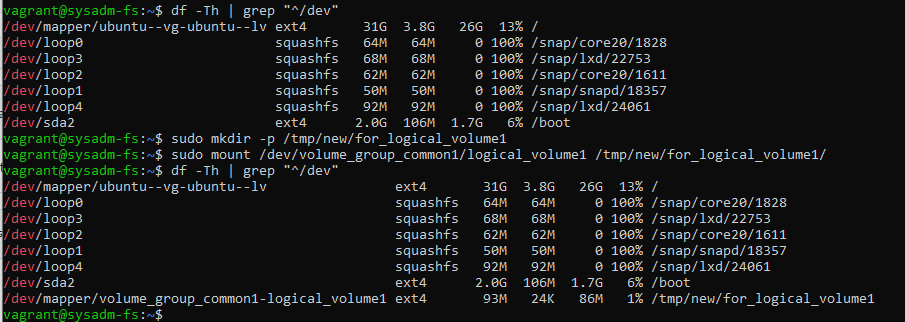 vagrant@sysadm-fs:~$ df -Th | grep "^/dev"
/dev/mapper/ubuntu--vg-ubuntu--lv ext4 31G 3.8G 26G 13% /
/dev/loop0 squashfs 64M 64M 0 100% /snap/core20/1828
/dev/loop3 squashfs 68M 68M 0 100% /snap/lxd/22753
/dev/loop2 squashfs 62M 62M 0 100% /snap/core20/1611
/dev/loop1 squashfs 50M 50M 0 100% /snap/snapd/18357
/dev/loop4 squashfs 92M 92M 0 100% /snap/lxd/24061
/dev/sda2 ext4 2.0G 106M 1.7G 6% /boot
vagrant@sysadm-fs:~$ sudo mkdir -p /tmp/new/for_logical_volume1
vagrant@sysadm-fs:~$ sudo mount /dev/volume_group_common1/logical_volume1 /tmp/new/for_logical_volume1/
vagrant@sysadm-fs:~$ df -Th | grep "^/dev"
/dev/mapper/ubuntu--vg-ubuntu--lv ext4 31G 3.8G 26G 13% /
/dev/loop0 squashfs 64M 64M 0 100% /snap/core20/1828
/dev/loop3 squashfs 68M 68M 0 100% /snap/lxd/22753
/dev/loop2 squashfs 62M 62M 0 100% /snap/core20/1611
/dev/loop1 squashfs 50M 50M 0 100% /snap/snapd/18357
/dev/loop4 squashfs 92M 92M 0 100% /snap/lxd/24061
/dev/sda2 ext4 2.0G 106M 1.7G 6% /boot
/dev/mapper/volume_group_common1-logical_volume1 ext4 93M 24K 86M 1% /tmp/new/for_logical_volume1
vagrant@sysadm-fs:~$